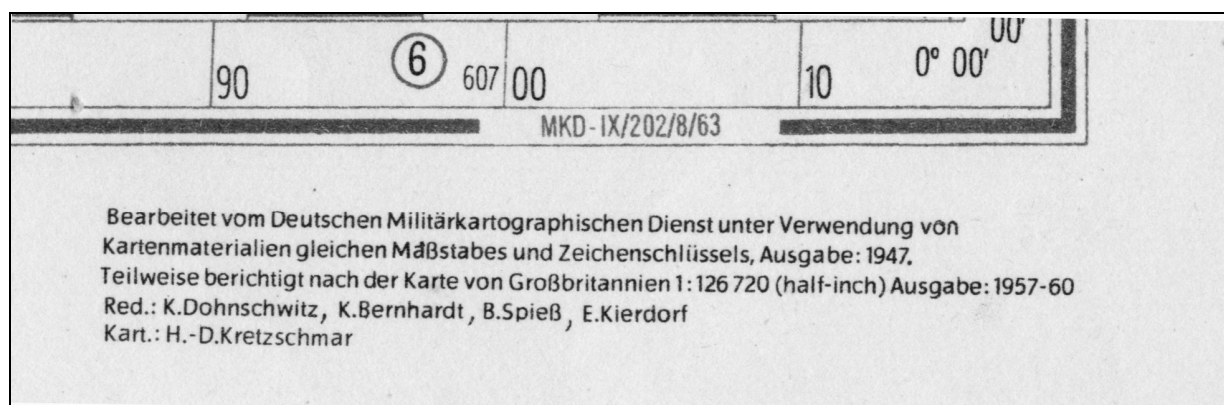 00'
90 6 607 00 10 0° 00'
MKD-IX/202/8/63
Bearbeitet vom Deutschen Militärkartographischen Dienst unter Verwendung von
Kartenmaterialien gleichen Maßstabes und Zeichenschlüssels, Ausgabe: 1947.
Teilweise berichtigt nach der Karte von Großbritannien 1:126 720 (half-inch) Ausgabe: 1957-60
Red.: K.Dohnschwitz, K.Bernhardt, B.Spieß, E.Kierdorf
Kart.: H.-D.Kretzschmar